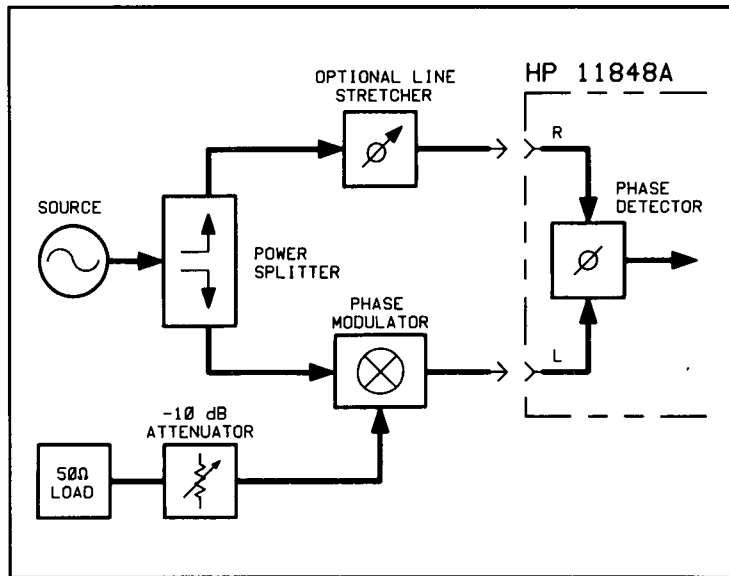 OPTIONAL LINE
STRETCHER
HP 11848A
R
PHASE
DETECTOR
SOURCE
POWER
SPLITTER
PHASE
MODULATOR
L
-10 dB
ATTENUATOR
50Ω
LOAD